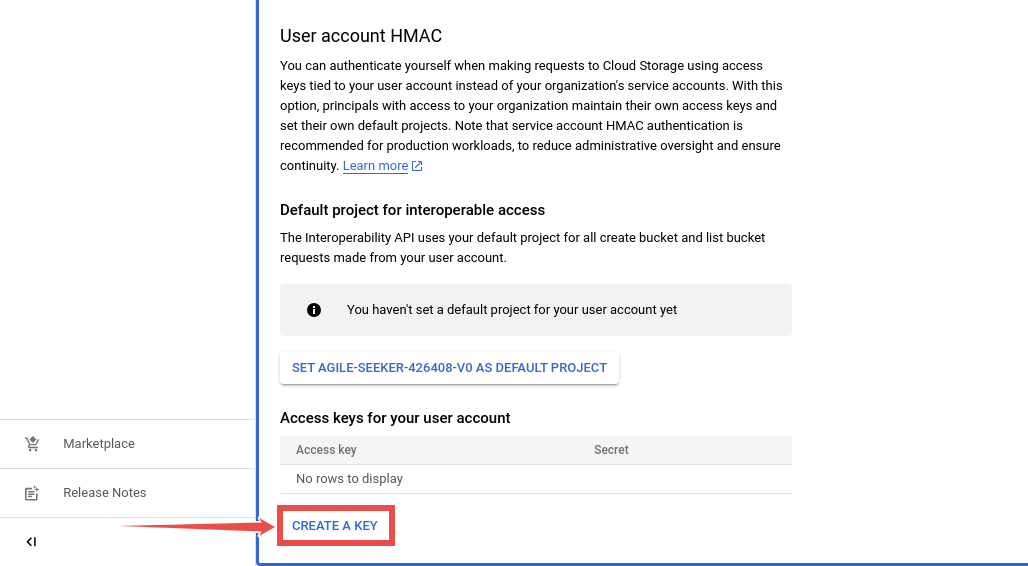 User account HMAC
You can authenticate yourself when making requests to Cloud Storage using access
keys tied to your user account instead of your organization's service accounts. With this
option, principals with access to your organization maintain their own access keys and
set their own default projects. Note that service account HMAC authentication is
recommended for production workloads, to reduce administrative oversight and ensure
continuity. Learn more
Default project for interoperable access
The Interoperability API uses your default project for all create bucket and list bucket
requests made from your user account.
You haven't set a default project for your user account yet
SET AGILE-SEEKER-426408-V0 AS DEFAULT PROJECT
Access keys for your user account
Access key Secret
No rows to display
CREATE A KEY
Marketplace
Release Notes